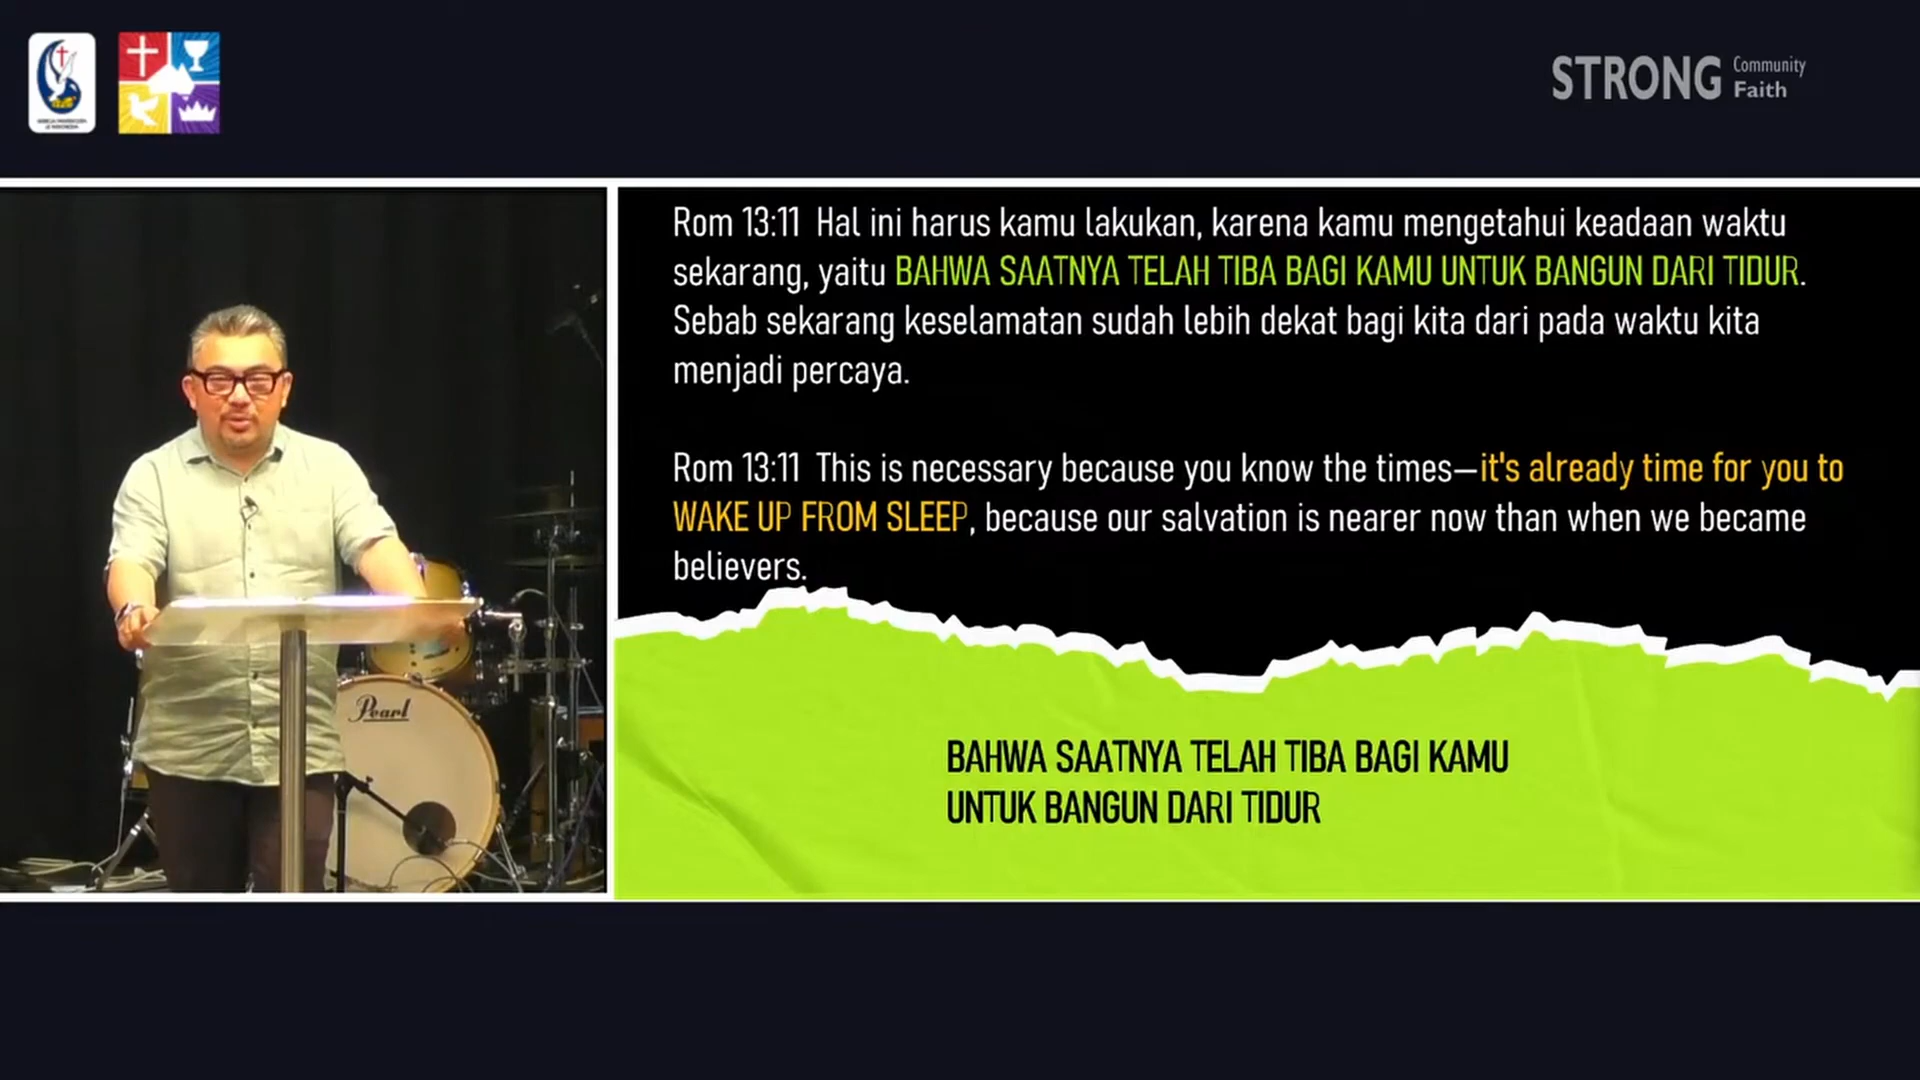 STRONG Community
Faith
Rom 13:11 Hal ini harus kamu lakukan, karena kamu mengetahui keadaan waktu
sekarang, yaitu BAHWA SAATNYA TELAH TIBA BAGI KAMU UNTUK BANGUN DARI TIDUR.
Sebab sekarang keselamatan sudah lebih dekat bagi kita dari pada waktu kita
menjadi percaya.
Rom 13:11 This is necessary because you know the times—it's already time for you to
WAKE UP FROM SLEEP, because our salvation is nearer now than when we became
believers.
Pearl
BAHWA SAATNYA TELAH TIBA BAGI KAMU
UNTUK BANGUN DARI TIDUR